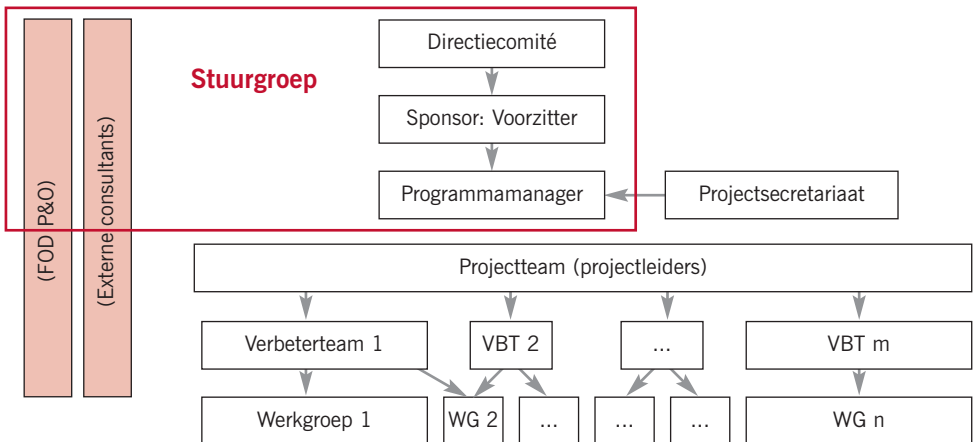 (FOD P&O)
(Externe consultants)
Stuurgroep
Directiecomité
Sponsor: Voorzitter
Programmamanager
Projectsecretariaat
Projectteam (projectleiders)
Verbeterteam 1
VBT 2
...
VBT m
Werkgroep 1
WG 2
...
...
...
WG n